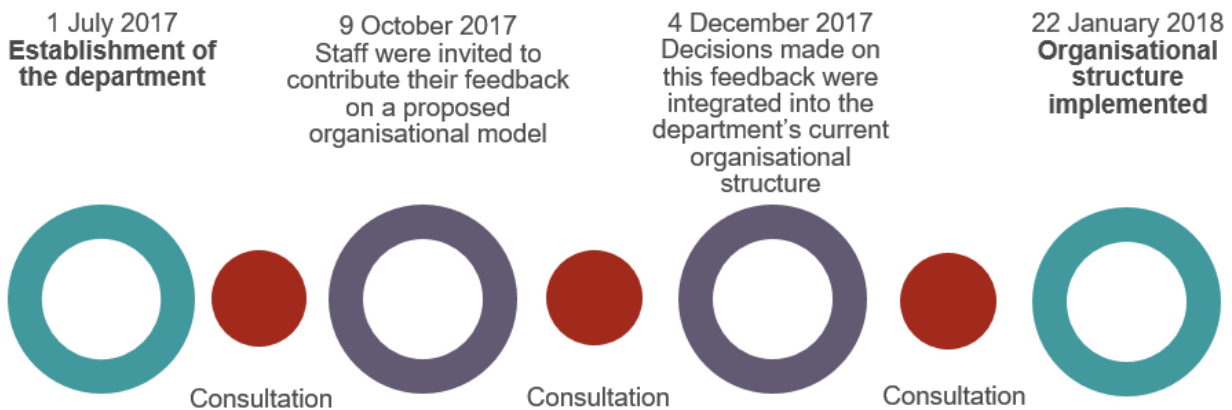 1 July 2017
Establishment of
the department
9 October 2017
Staff were invited to
contribute their feedback
on a proposed
organisational model
4 December 2017
Decisions made on
this feedback were
integrated into the
department’s current
organisational
structure
22 January 2018
Organisational
structure
implemented
Consultation
Consultation
Consultation